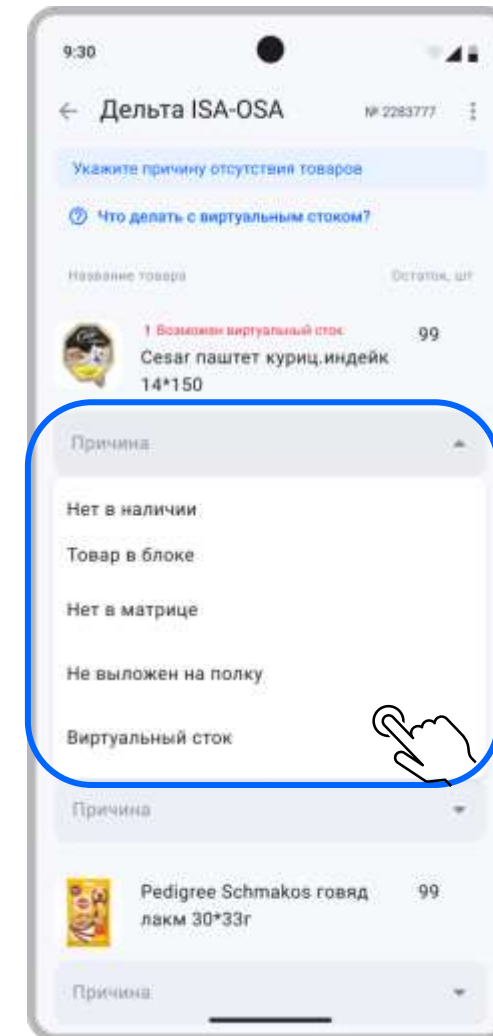 9:30
Дельта ISA-OSA № 2283777
Укажите причину отсутствия товаров
Что делать с виртуальным стоком?
Название товара Остаток, шт
! Возможен виртуальный сток 99
Cesar паштет куриц.индейк
14*150
Причина
Нет в наличии
Товар в блоке
Нет в матрице
Не выложен на полку
Виртуальный сток
Причина
Pedigree Schmakos говяд 99
лакм 30*33г
Причина